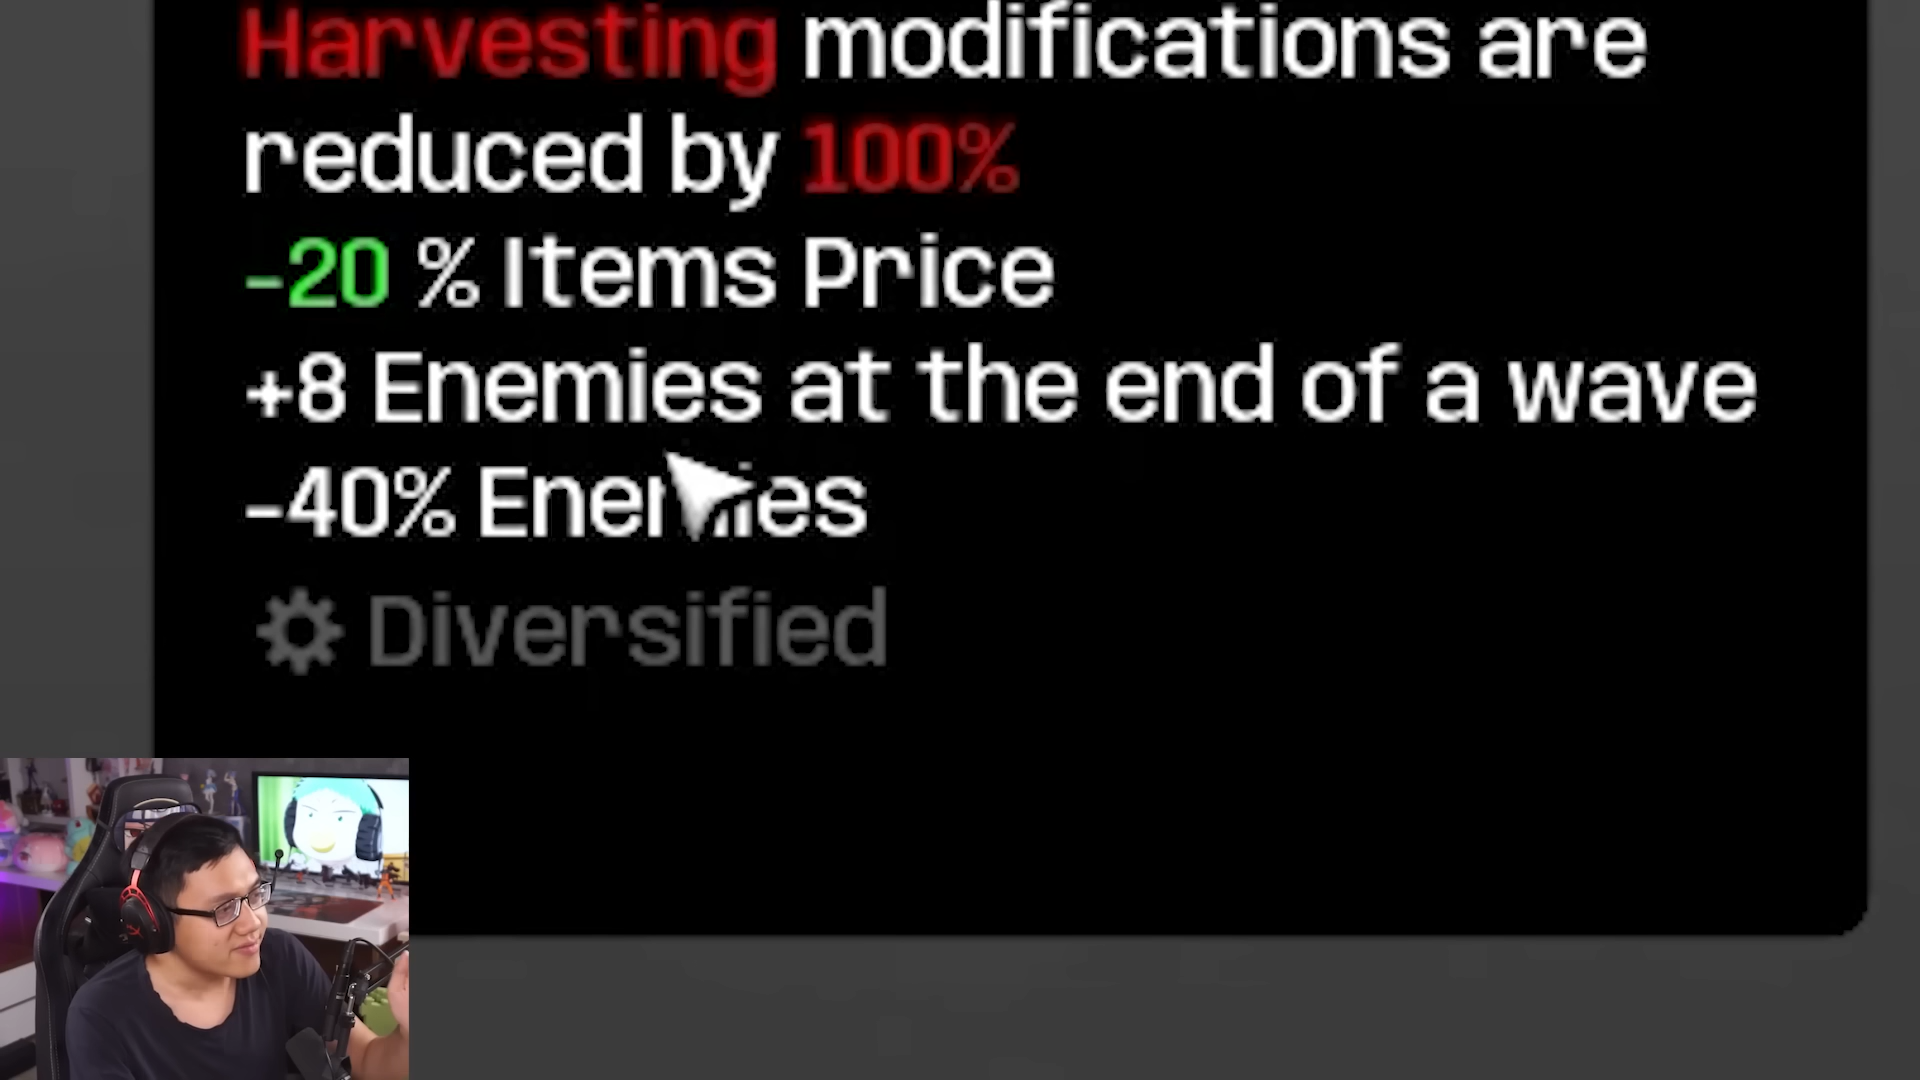 Harvesting modifications are
reduced by 100%
-20 % Items Price
+8 Enemies at the end of a wave
-40% Enemies
Diversified